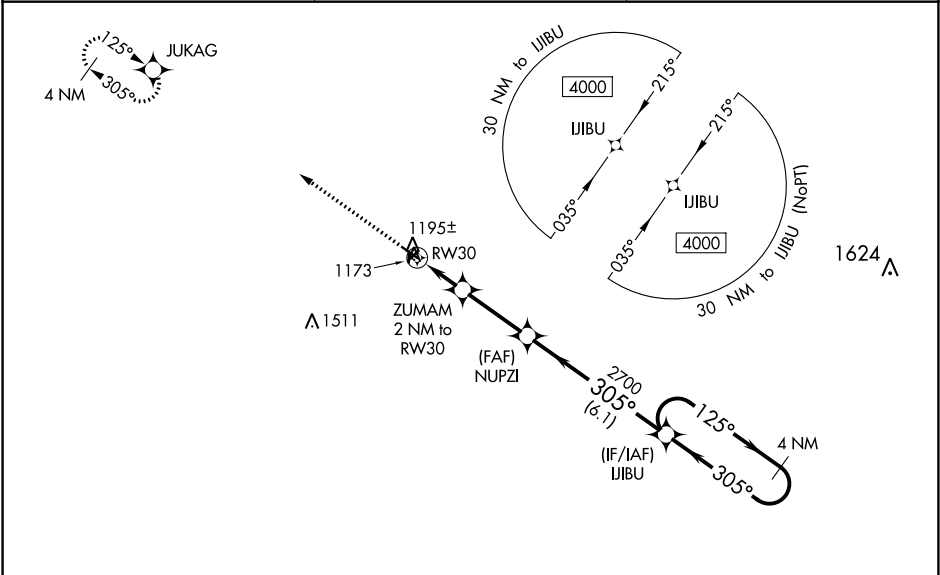 125°
JUKAG
305°
4 NM
30 NM to IJIBU
4000
215°
IJIBU
035°
215°
IJIBU
035°
4000
30 NM to IJIBU (NoPT)
1624
1195±
RW30
1173
ZUMAM
2 NM to
RW30
1511
(FAF)
NUPZI
2700
305°
(6.1)
125°
4 NM
(IF/IAF)
IJIBU
305°